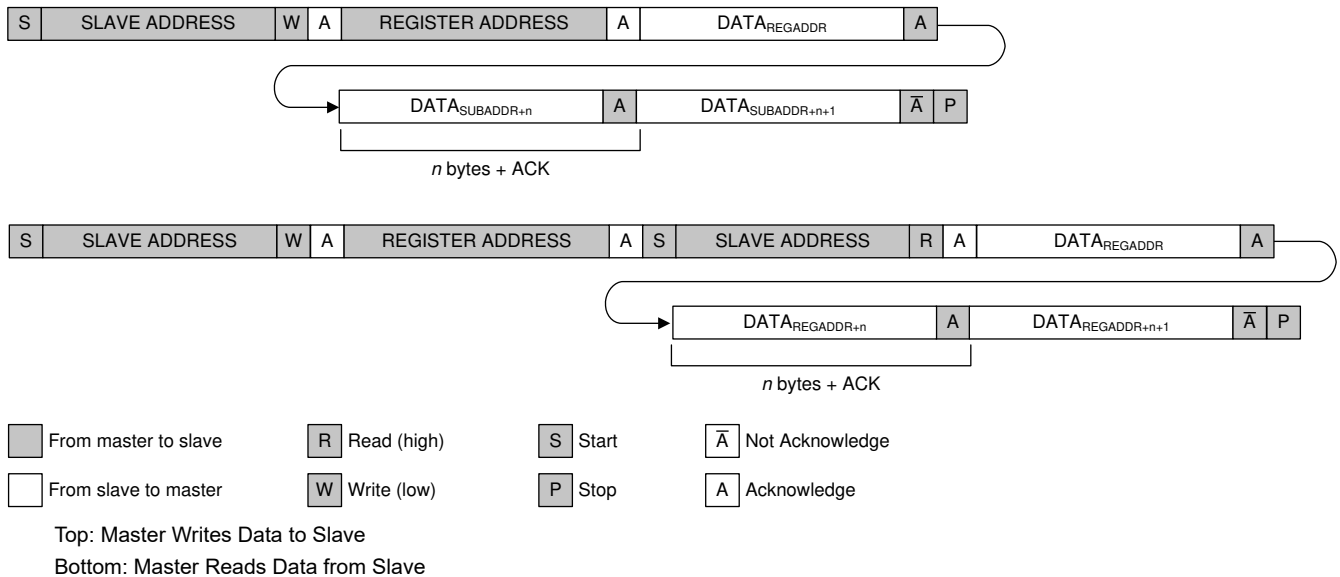 S SLAVE ADDRESS W A REGISTER ADDRESS A DATAREGADDR A
DATASUBADDR+n A DATASUBADDR+n+1 A̅ P
n bytes + ACK
S SLAVE ADDRESS W A REGISTER ADDRESS A S SLAVE ADDRESS R A DATAREGADDR A
DATAREGADDR+n A DATAREGADDR+n+1 A̅ P
n bytes + ACK
From master to slave R Read (high) S Start A̅ Not Acknowledge
From slave to master W Write (low) P Stop A Acknowledge
Top: Master Writes Data to Slave
Bottom: Master Reads Data from Slave